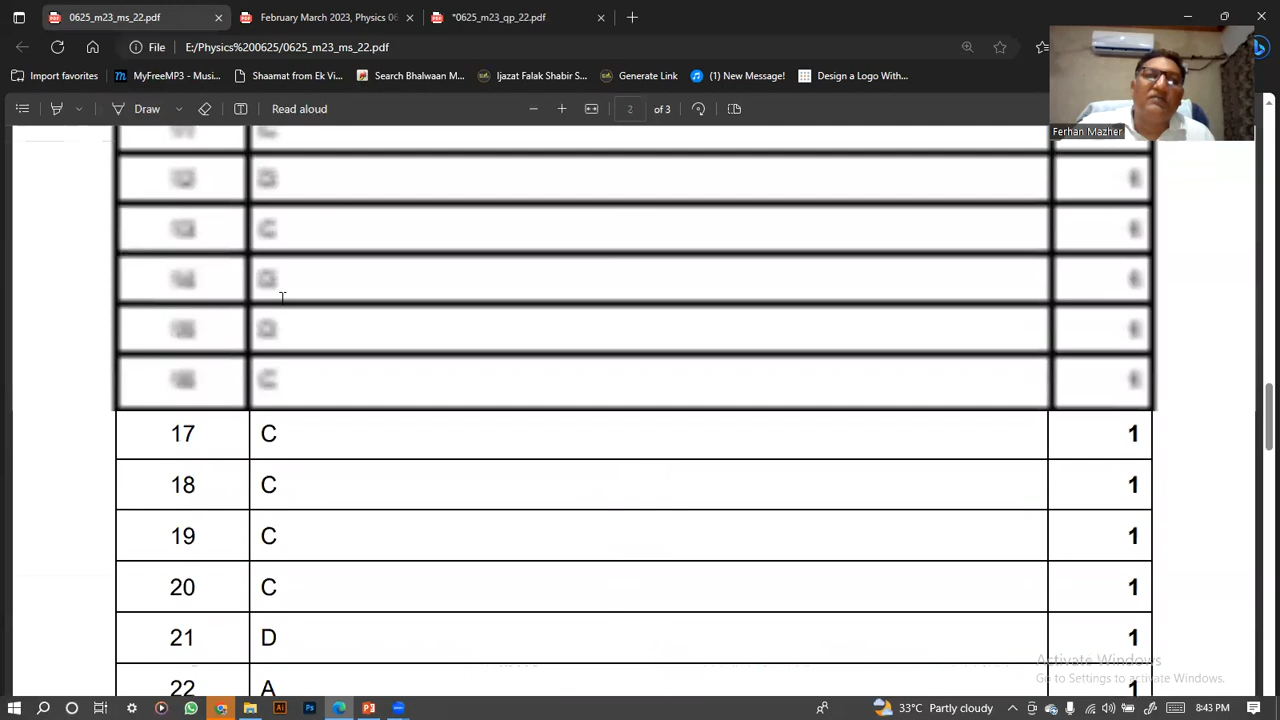 0625_m23_ms_22.pdf
February March 2023, Physics 06
*0625_m23_qp_22.pdf
File E:/Physics%200625/0625_m23_ms_22.pdf
Import favorites MyFreeMP3 - Musi... Shaamat from Ek Vi... Search Bhalwaan M... Ijazat Falak Shabir S... Generate Link (1) New Message! Design a Logo With...
Draw Read aloud 2 of 3
Ferhan Mazher
17 C 1
18 C 1
19 C 1
20 C 1
21 D 1
22 A 1
Activate Windows
Go to Settings to activate Windows.
33°C Partly cloudy 8:43 PM